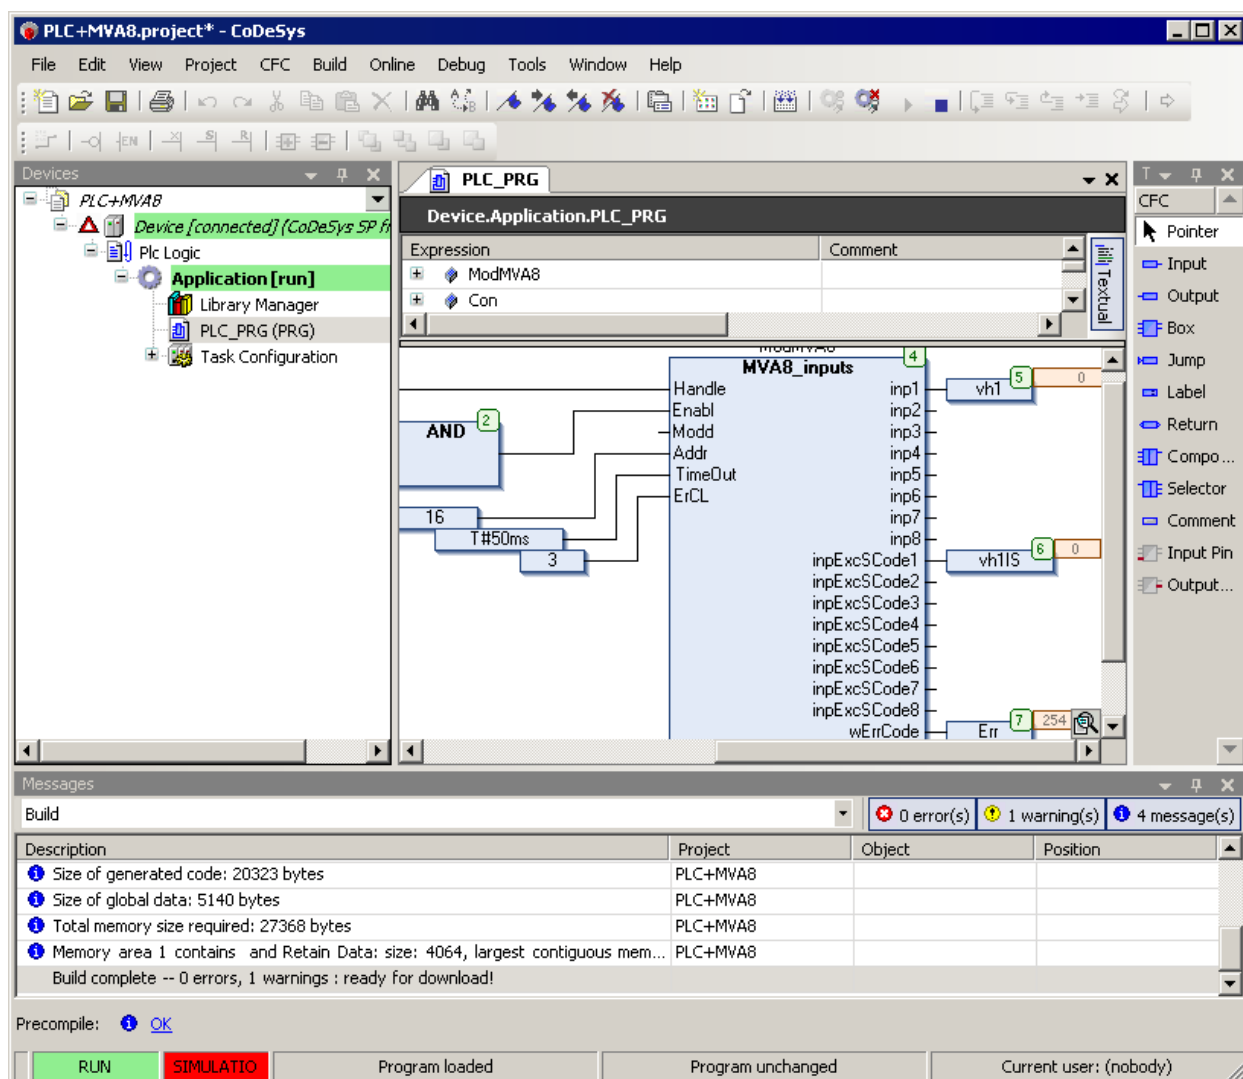 PLC+MVA8.project* - CoDeSys
File Edit View Project CFC Build Online Debug Tools Window Help
Devices
PLC+MVA8
Device [connected] (CoDeSys SP
Plc Logic
Application [run]
Library Manager
PLC_PRG (PRG)
Task Configuration
PLC_PRG
Device.Application.PLC_PRG
Expression Comment
ModMVA8
Con
Textual
ModMVA8
4
MVA8_inputs
Handle
Enabl
Modd
Addr
TimeOut
ErCL
inp1
inp2
inp3
inp4
inp5
inp6
inp7
inp8
inpExcSCode1
inpExcSCode2
inpExcSCode3
inpExcSCode4
inpExcSCode5
inpExcSCode6
inpExcSCode7
inpExcSCode8
wErrCode
AND 2
16
T#50ms
3
vh1 5 0
vh1IS 6 0
Err 7 254
T
CFC
Pointer
Input
Output
Box
Jump
Label
Return
Compo...
Selector
Comment
Input Pin
Output...
Messages
Build 0 error(s) 1 warning(s) 4 message(s)
Description Project Object Position
Size of generated code: 20323 bytes PLC+MVA8
Size of global data: 5140 bytes PLC+MVA8
Total memory size required: 27368 bytes PLC+MVA8
Memory area 1 contains and Retain Data: size: 4064, largest contiguous mem... PLC+MVA8
Build complete -- 0 errors, 1 warnings : ready for download!
Precompile: OK
RUN SIMULATIO Program loaded Program unchanged Current user: (nobody)